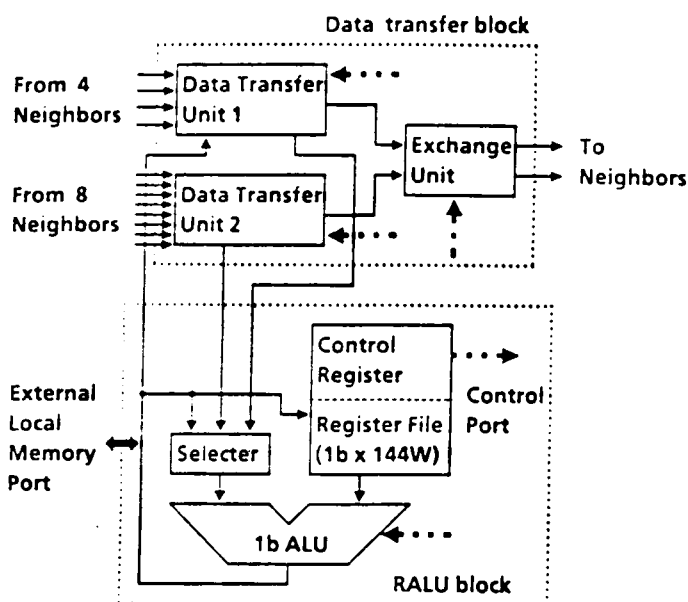 Data transfer block
From 4
Neighbors
Data Transfer
Unit 1
Exchange
Unit
To
Neighbors
From 8
Neighbors
Data Transfer
Unit 2
Control
Register
Control
Port
External
Local
Memory
Port
Register File
(1b x 144W)
Selecter
1b ALU
RALU block